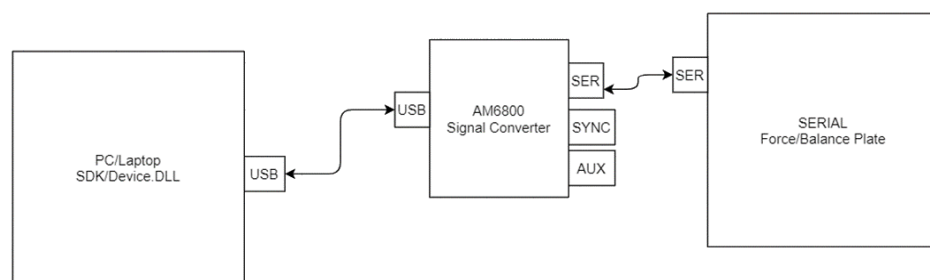 PC/Laptop
SDK/Device.DLL
USB
USB
AM6800
Signal Converter
SER
SYNC
AUX
SER
SERIAL
Force/Balance Plate